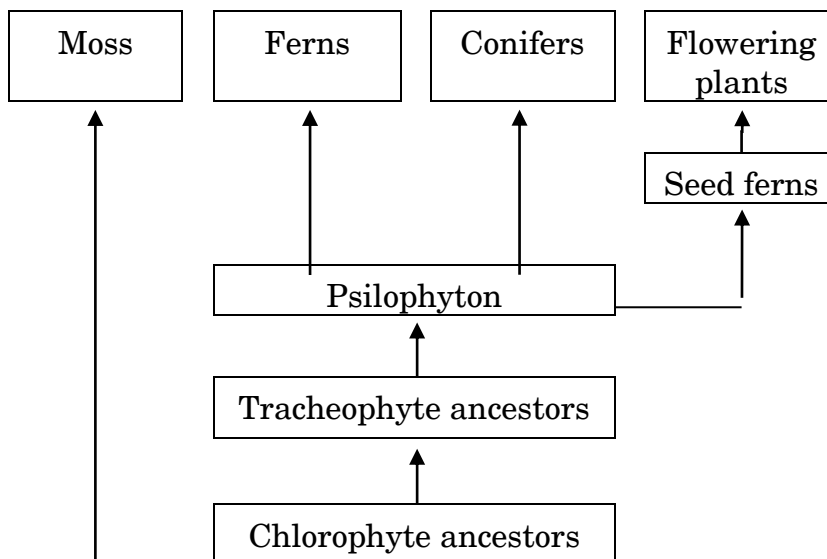 Moss
Ferns
Conifers
Flowering
plants
Seed ferns
Psilophyton
Tracheophyte ancestors
Chlorophyte ancestors